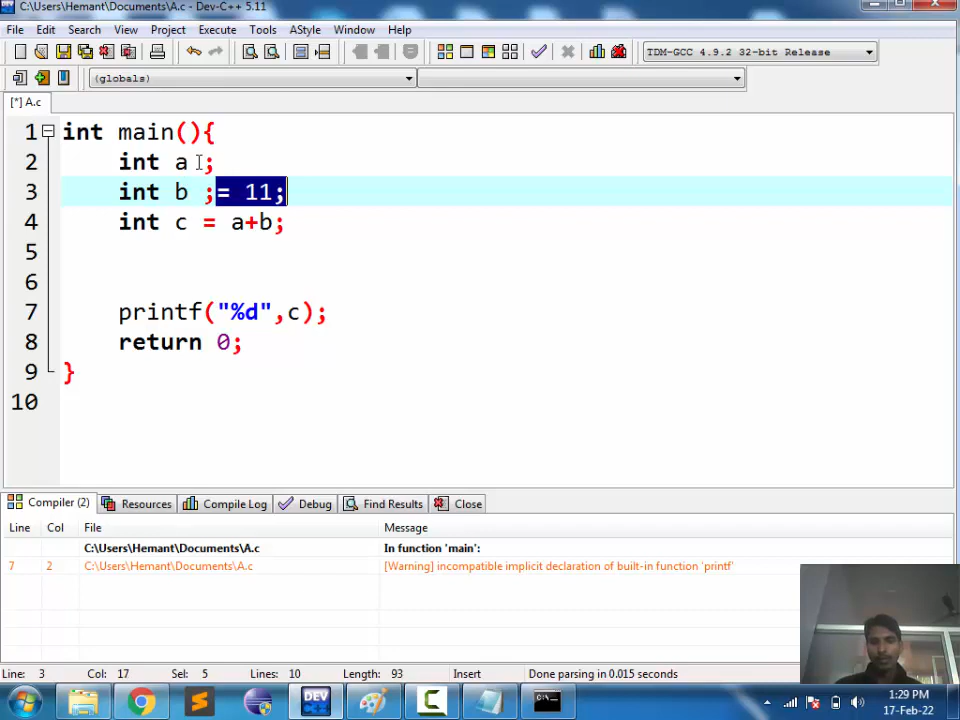 C:\Users\Hemant\Documents\A.c - Dev-C++ 5.11
File Edit Search View Project Execute Tools AStyle Window Help
TDM-GCC 4.9.2 32-bit Release
(globals)
[*] A.c
1 int main(){
2 int a ;
3 int b ;= 11;
4 int c = a+b;
5
6
7 printf("%d",c);
8 return 0;
9 }
10
Compiler (2) Resources Compile Log Debug Find Results Close
Line Col File Message
C:\Users\Hemant\Documents\A.c In function 'main':
7 2 C:\Users\Hemant\Documents\A.c [Warning] incompatible implicit declaration of built-in function 'printf'
Line: 3 Col: 17 Sel: 5 Lines: 10 Length: 93 Insert Done parsing in 0.015 seconds
DEV C++
C:\
1:29 PM
17-Feb-22